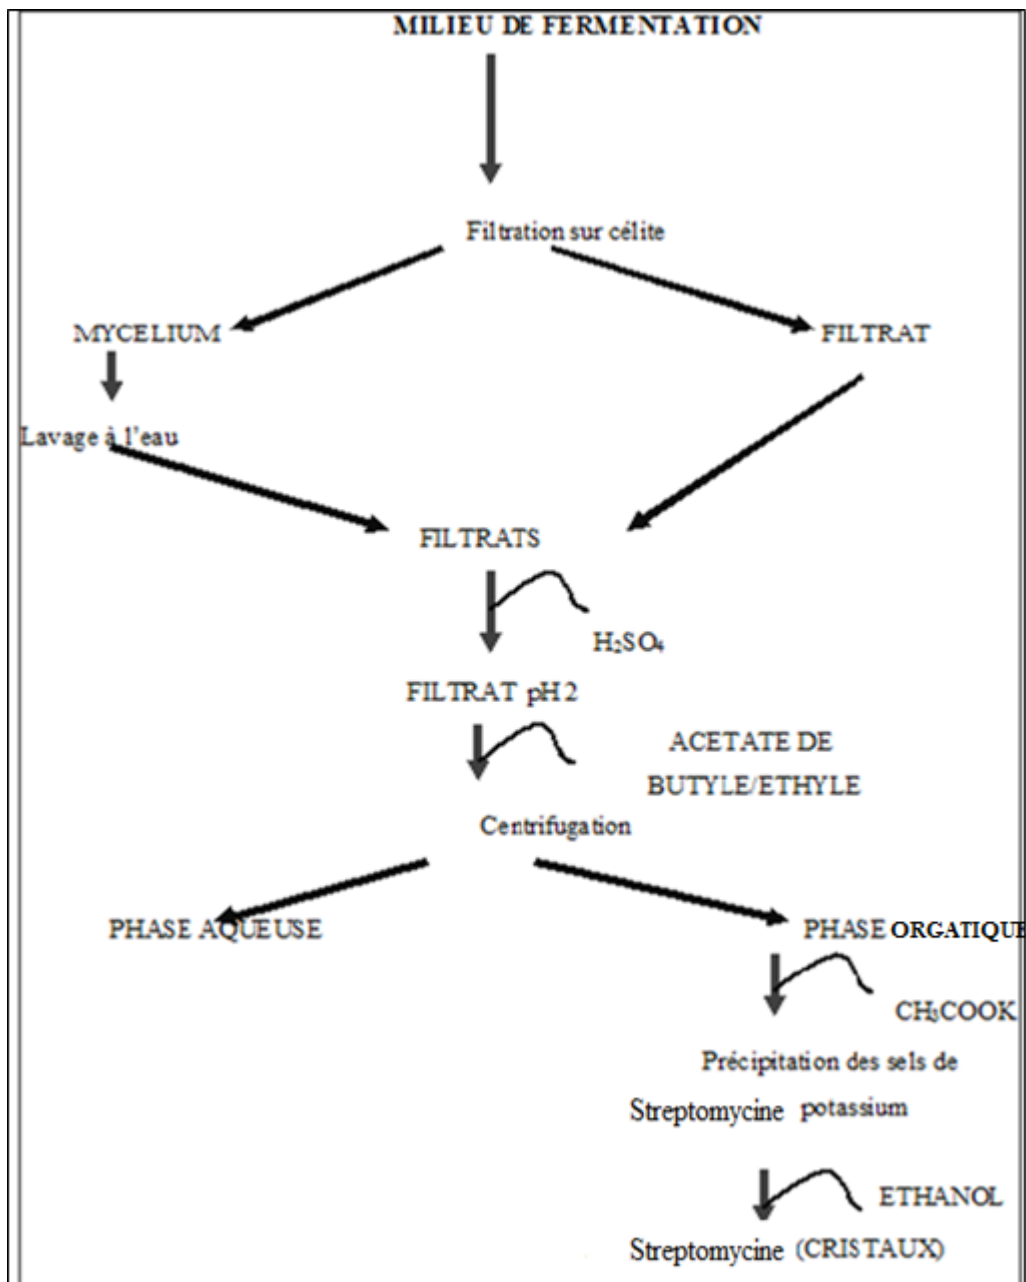 MILIEU DE FERMENTATION
Filtration sur célite
MYCELIUM
FILTRAT
Lavage à l'eau
FILTRATS
H₂SO₄
FILTRAT pH 2
ACETATE DE
BUTYLE/ETHYLE
Centrifugation
PHASE AQUEUSE
PHASE ORGATIQUE
CH₃COOK
Précipitation des sels de
Streptomycine potassium
ETHANOL
Streptomycine (CRISTAUX)